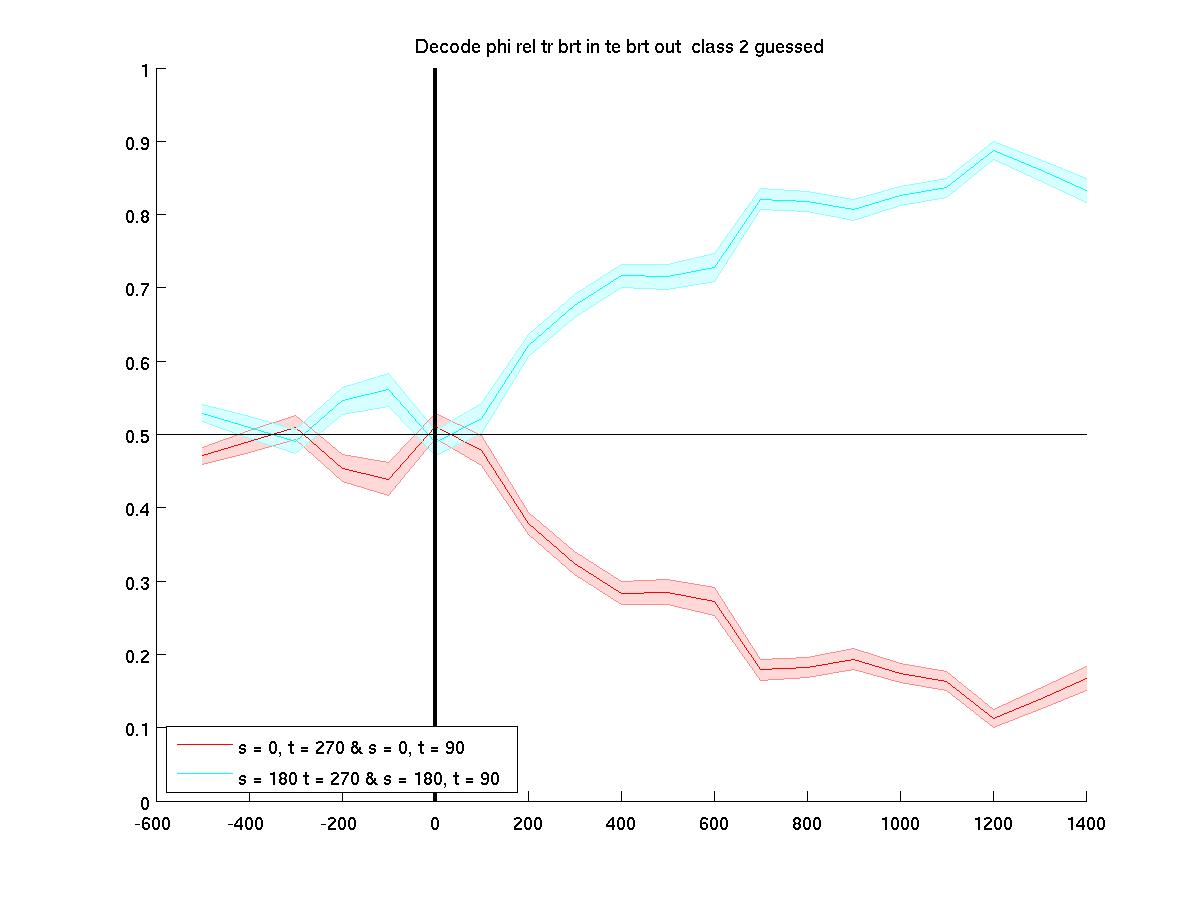 Decode phi rel tr brt in te brt out  class 2 guessed
1
0.9
0.8
0.7
0.6
0.5
0.4
0.3
0.2
0.1
0
s = 0, t = 270 & s = 0, t = 90
s = 180 t = 270 & s = 180, t = 90
-600 -400 -200 0 200 400 600 800 1000 1200 1400